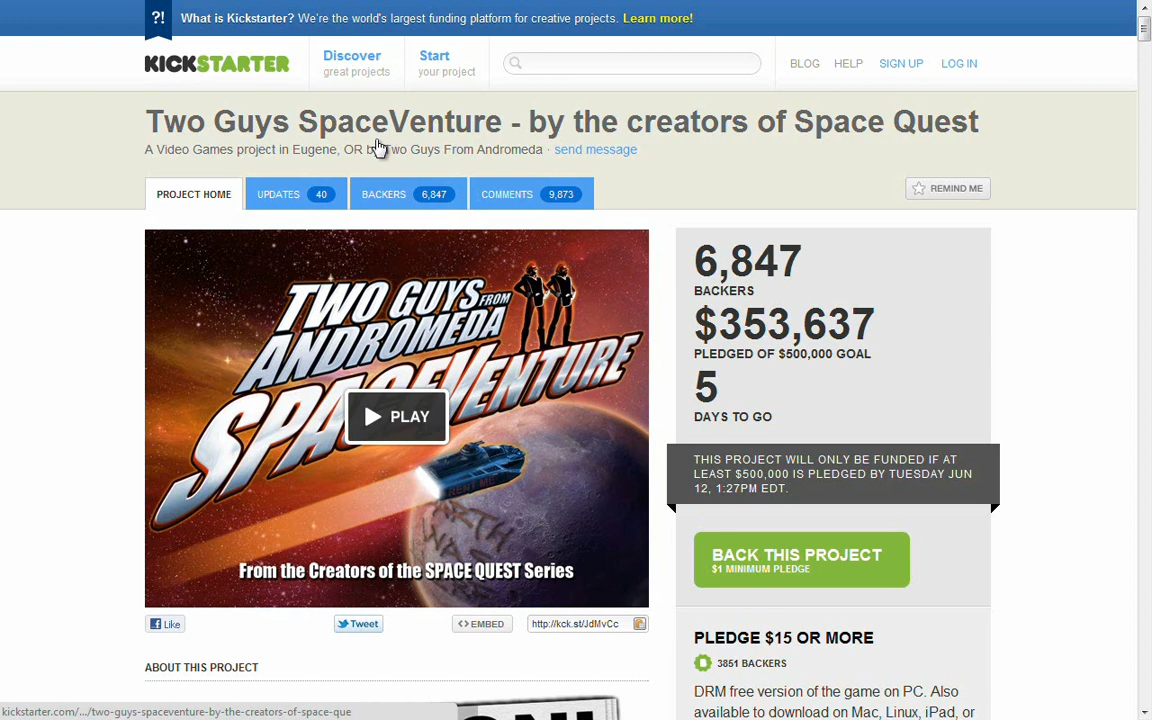 ?! What is Kickstarter? We're the world's largest funding platform for creative projects. Learn more!
KICKSTARTER
Discover
great projects
Start
your project
BLOG HELP SIGN UP LOG IN
Two Guys SpaceVenture - by the creators of Space Quest
A Video Games project in Eugene, OR by Two Guys From Andromeda · send message
PROJECT HOME UPDATES 40 BACKERS 6,847 COMMENTS 9,873
REMIND ME
TWO GUYS FROM
ANDROMEDA
SPACEVENTURE
PLAY
From the Creators of the SPACE QUEST Series
Like Tweet <>EMBED http://kck.st/JdMvCc
ABOUT THIS PROJECT
6,847
BACKERS
$353,637
PLEDGED OF $500,000 GOAL
5
DAYS TO GO
THIS PROJECT WILL ONLY BE FUNDED IF AT
LEAST $500,000 IS PLEDGED BY TUESDAY JUN
12, 1:27PM EDT.
BACK THIS PROJECT
$1 MINIMUM PLEDGE
PLEDGE $15 OR MORE
3851 BACKERS
DRM free version of the game on PC. Also
available to download on Mac, Linux, iPad, or
kickstarter.com/.../two-guys-spaceventure-by-the-creators-of-space-que